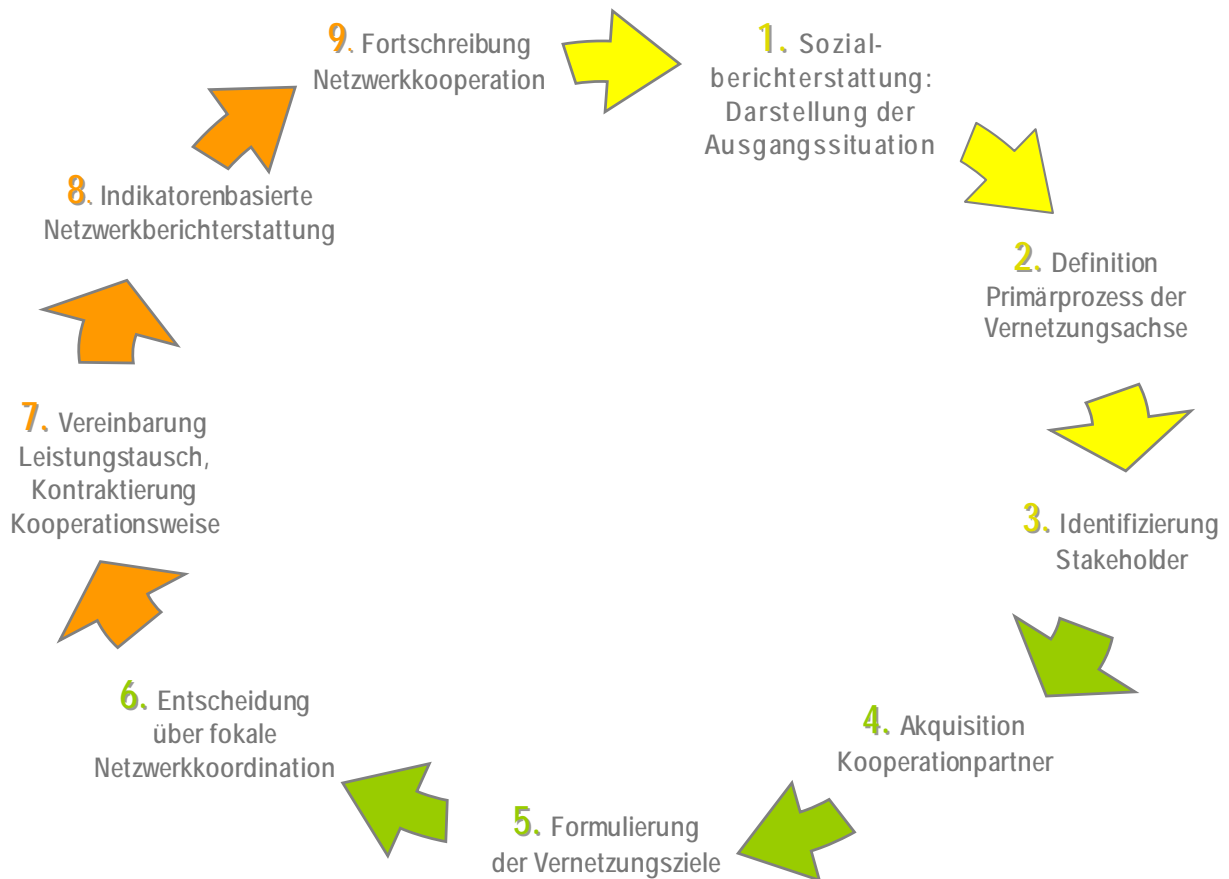 1. Sozial-
berichterstattung:
Darstellung der
Ausgangssituation
2. Definition
Primärprozess der
Vernetzungsachse
3. Identifizierung
Stakeholder
4. Akquisition
Kooperationpartner
5. Formulierung
der Vernetzungsziele
6. Entscheidung
über fokale
Netzwerkkoordination
7. Vereinbarung
Leistungstausch,
Kontraktierung
Kooperationsweise
8. Indikatorenbasierte
Netzwerkberichterstattung
9. Fortschreibung
Netzwerkkooperation